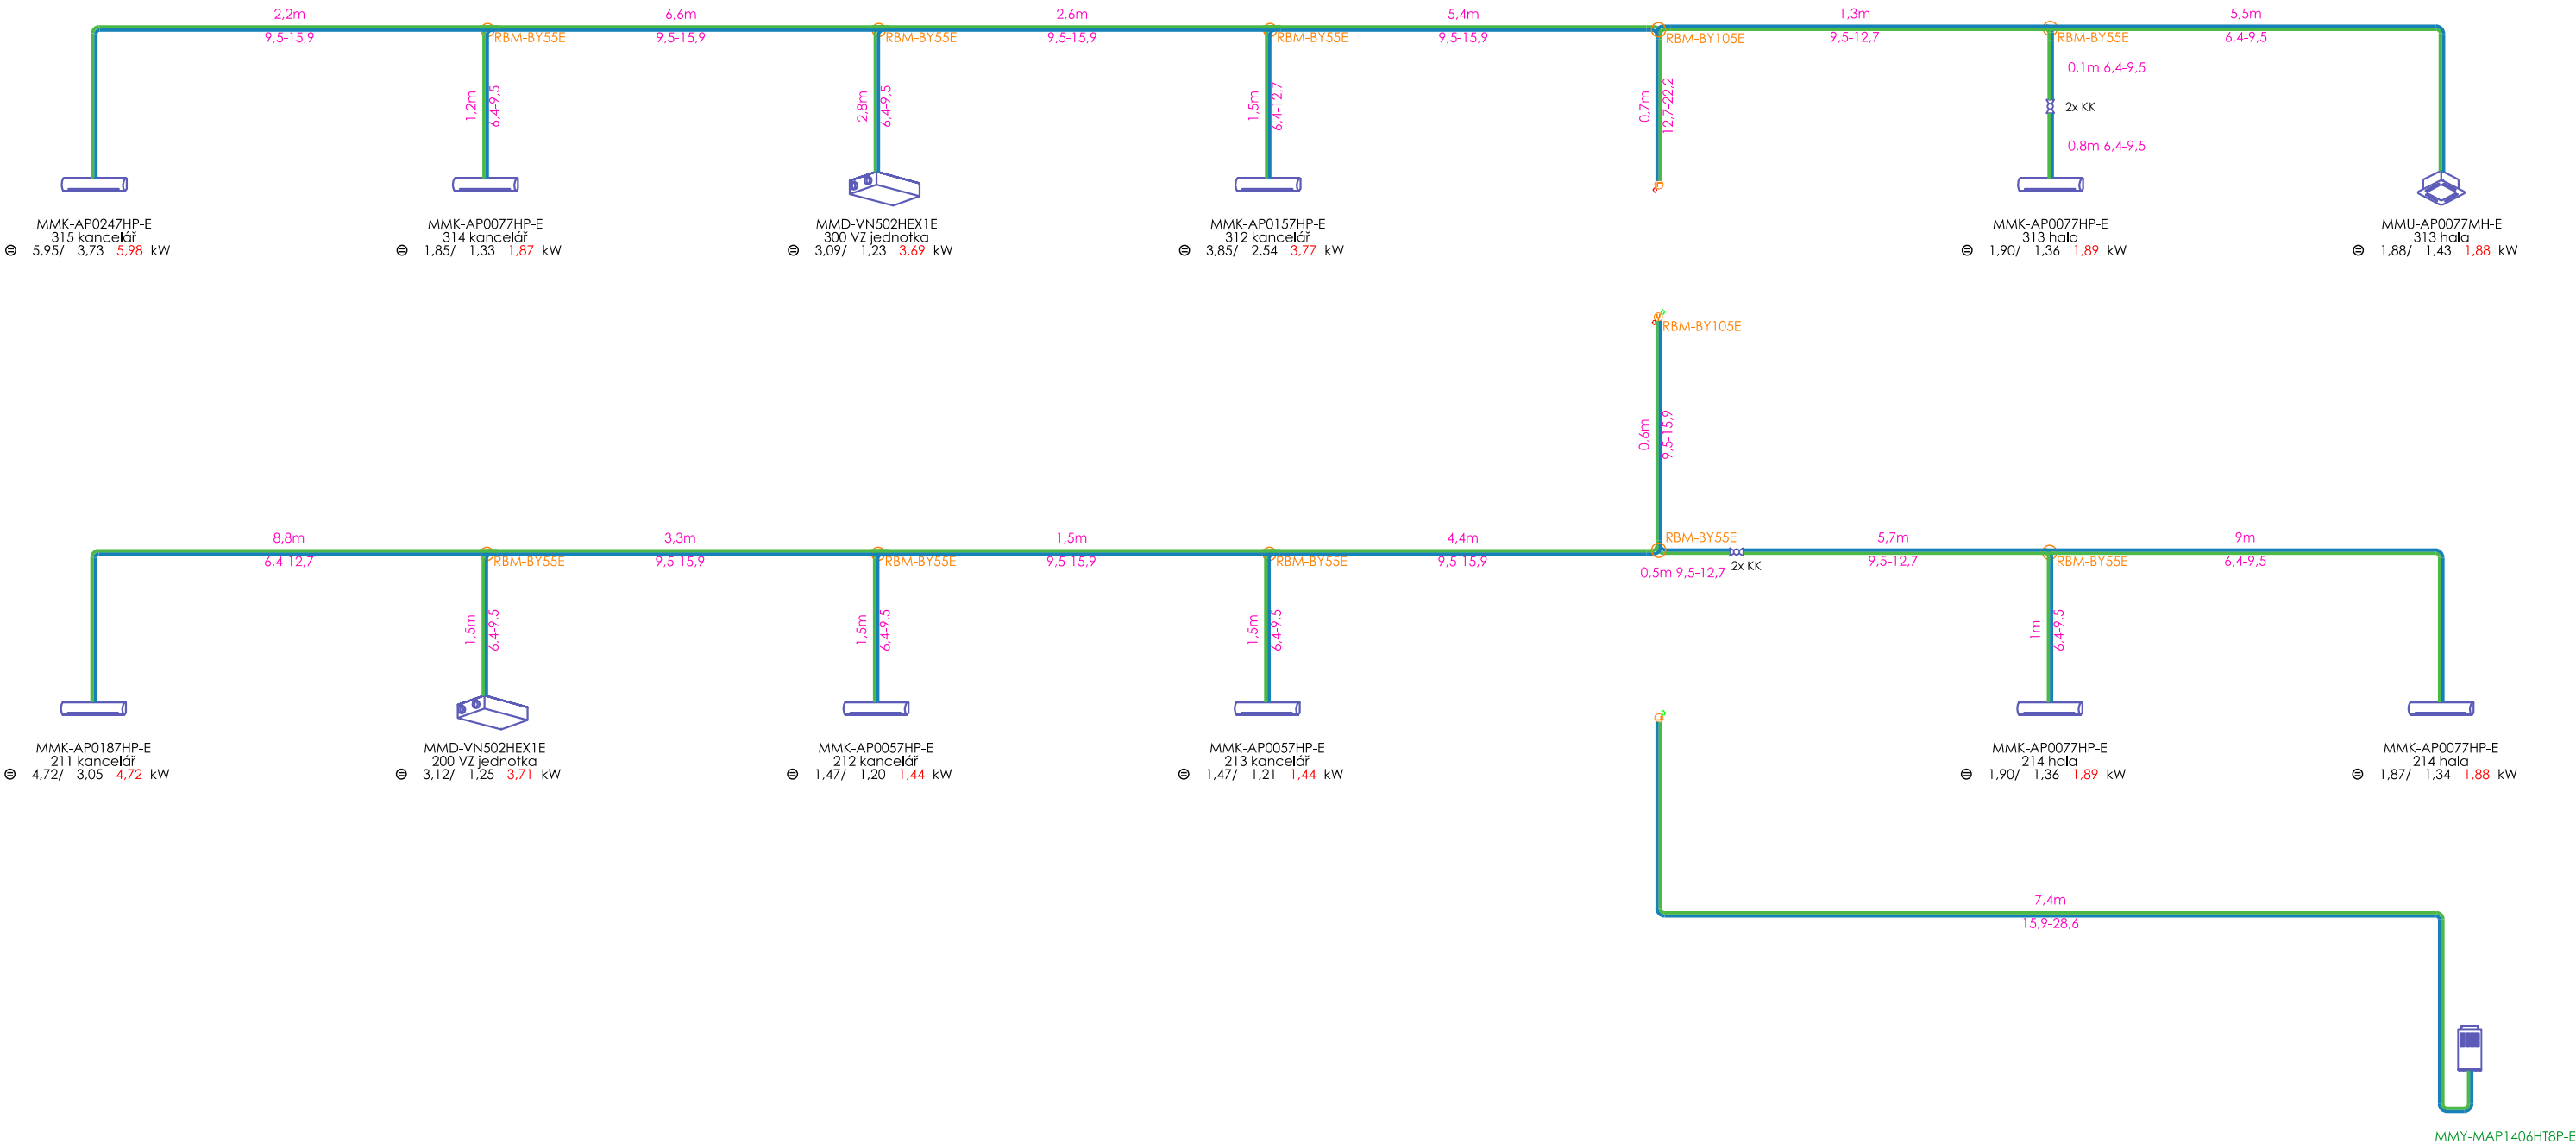 2,2m
6,6m
2,6m
5,4m
1,3m
5,5m
9,5-15,9
RBM-BY55E
9,5-15,9
RBM-BY55E
9,5-15,9
RBM-BY55E
9,5-15,9
RBM-BY105E
9,5-12,7
RBM-BY55E
6,4-9,5
1,2m
6,4-9,5
2,8m
6,4-9,5
1,5m
6,4-12,7
0,7m
12,7-22,2
0,1m 6,4-9,5
2x KK
0,8m 6,4-9,5
MMK-AP0247HP-E
315 kancelář
5,95/ 3,73 5,98 kW
MMK-AP0077HP-E
314 kancelář
1,85/ 1,33 1,87 kW
MMD-VN502HEX1E
300 VZ jednotka
3,09/ 1,23 3,69 kW
MMK-AP0157HP-E
312 kancelář
3,85/ 2,54 3,77 kW
MMK-AP0077HP-E
313 hala
1,90/ 1,36 1,89 kW
MMU-AP0077MH-E
313 hala
1,88/ 1,43 1,88 kW
RBM-BY105E
0,6m
9,5-15,9
8,8m
3,3m
1,5m
4,4m
RBM-BY55E
5,7m
9m
6,4-12,7
RBM-BY55E
9,5-15,9
RBM-BY55E
9,5-15,9
RBM-BY55E
9,5-15,9
0,5m 9,5-12,7
2x KK
9,5-12,7
RBM-BY55E
6,4-9,5
1,5m
6,4-9,5
1,5m
6,4-9,5
1,5m
6,4-9,5
1m
6,4-9,5
MMK-AP0187HP-E
211 kancelář
4,72/ 3,05 4,72 kW
MMD-VN502HEX1E
200 VZ jednotka
3,12/ 1,25 3,71 kW
MMK-AP0057HP-E
212 kancelář
1,47/ 1,20 1,44 kW
MMK-AP0057HP-E
213 kancelář
1,47/ 1,21 1,44 kW
MMK-AP0077HP-E
214 hala
1,90/ 1,36 1,89 kW
MMK-AP0077HP-E
214 hala
1,87/ 1,34 1,88 kW
7,4m
15,9-28,6
MMY-MAP1406HT8P-E